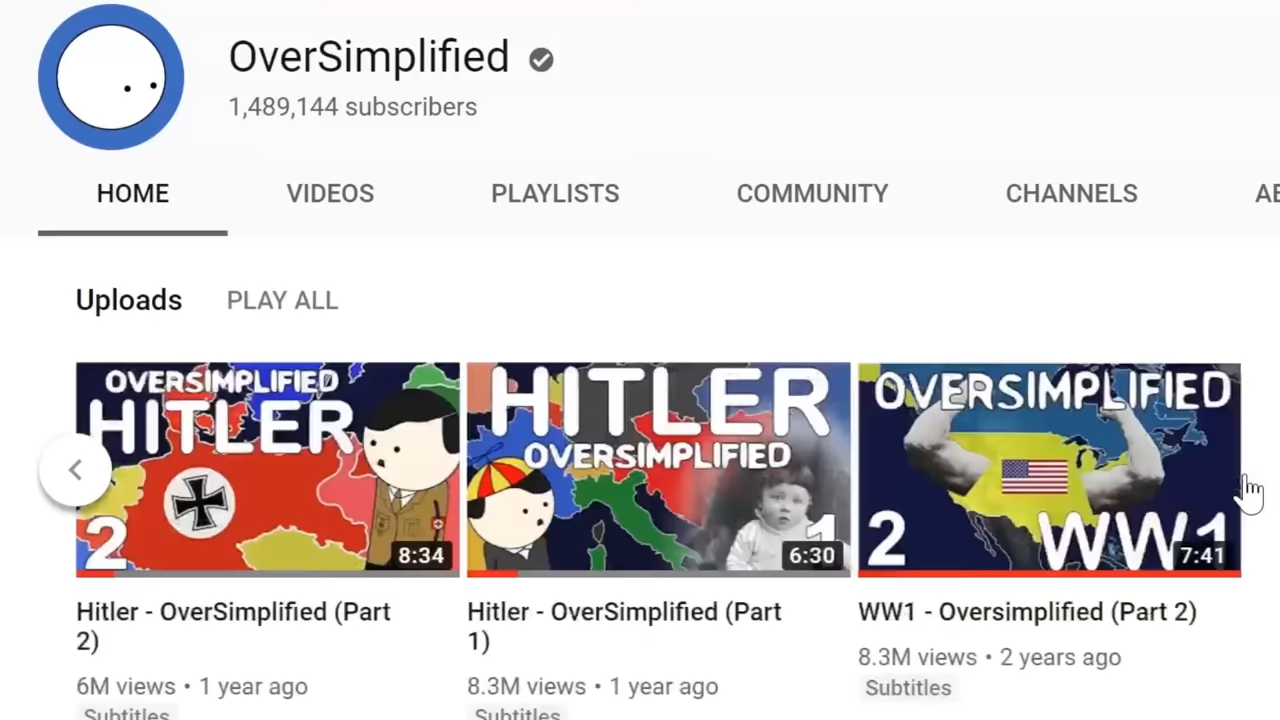 OverSimplified
1,489,144 subscribers
HOME VIDEOS PLAYLISTS COMMUNITY CHANNELS
Uploads PLAY ALL
OVERSIMPLIFIED
HITLER
2
8:34
HITLER
OVERSIMPLIFIED
1
6:30
OVERSIMPLIFIED
2 WW1
7:41
Hitler - OverSimplified (Part
2)
6M views • 1 year ago
Subtitles
Hitler - OverSimplified (Part
1)
8.3M views • 1 year ago
Subtitles
WW1 - Oversimplified (Part 2)
8.3M views • 2 years ago
Subtitles